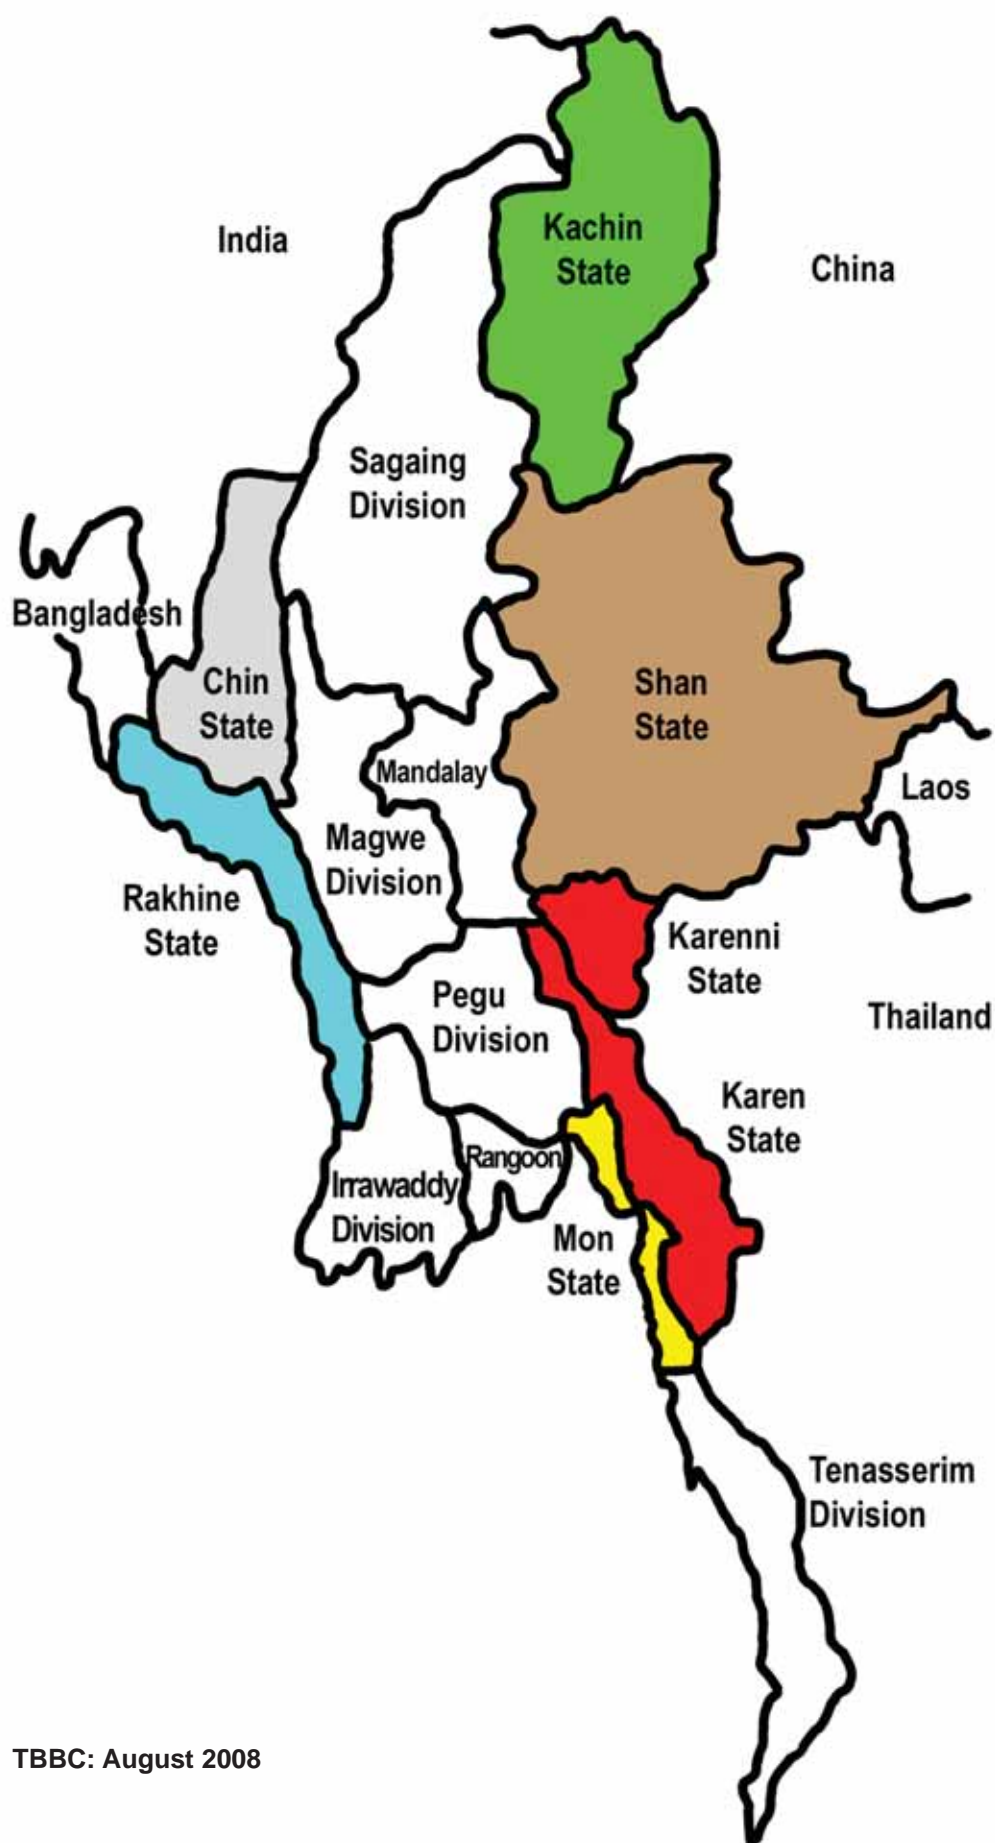 Kachin
State
India
China
Sagaing
Division
Bangladesh
Chin
State
Shan
State
Mandalay
Laos
Magwe
Division
Rakhine
State
Karenni
State
Pegu
Division
Thailand
Karen
State
Rangoon
Irrawaddy
Division
Mon
State
Tenasserim
Division
TBBC: August 2008